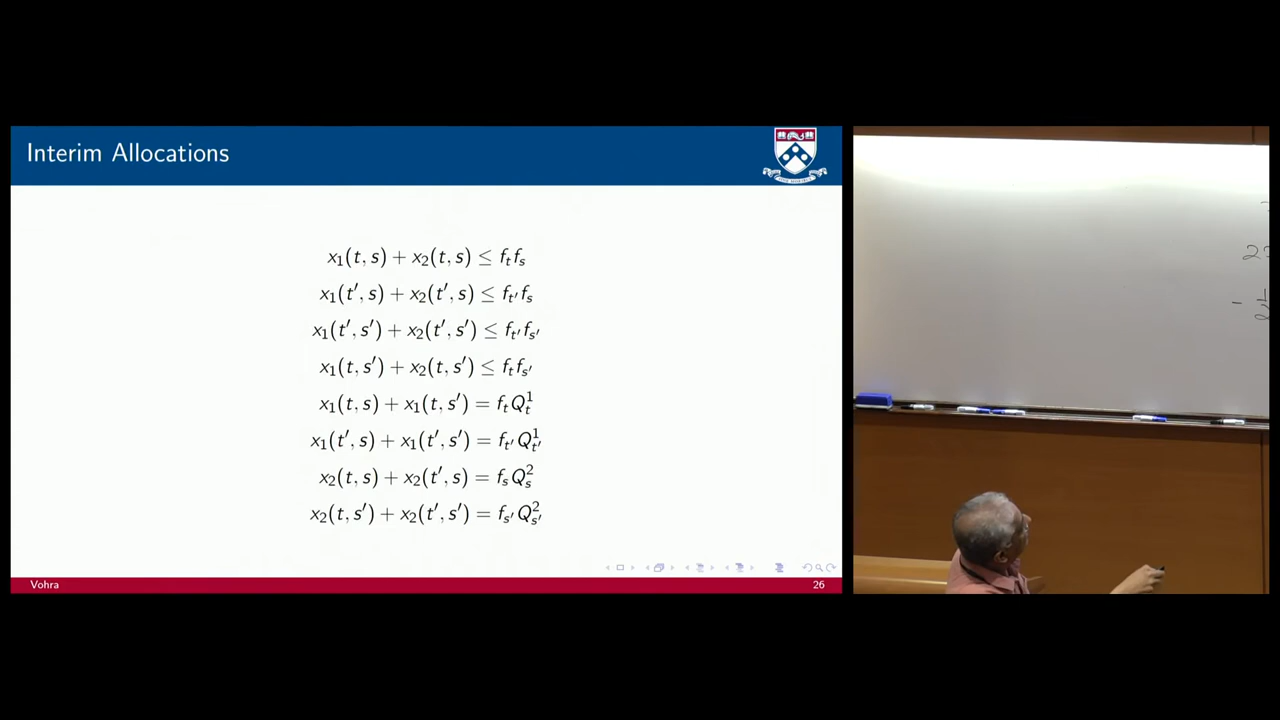 Interim Allocations
x₁(t, s) + x₂(t, s) ≤ fₜfₛ
x₁(t′, s) + x₂(t′, s) ≤ fₜ′fₛ
x₁(t′, s′) + x₂(t′, s′) ≤ fₜ′fₛ′
x₁(t, s′) + x₂(t, s′) ≤ fₜfₛ′
x₁(t, s) + x₁(t, s′) = fₜQ¹ₜ
x₁(t′, s) + x₁(t′, s′) = fₜ′Q¹ₜ′
x₂(t, s) + x₂(t′, s) = fₛQ²ₛ
x₂(t, s′) + x₂(t′, s′) = fₛ′Q²ₛ′
Vohra
26